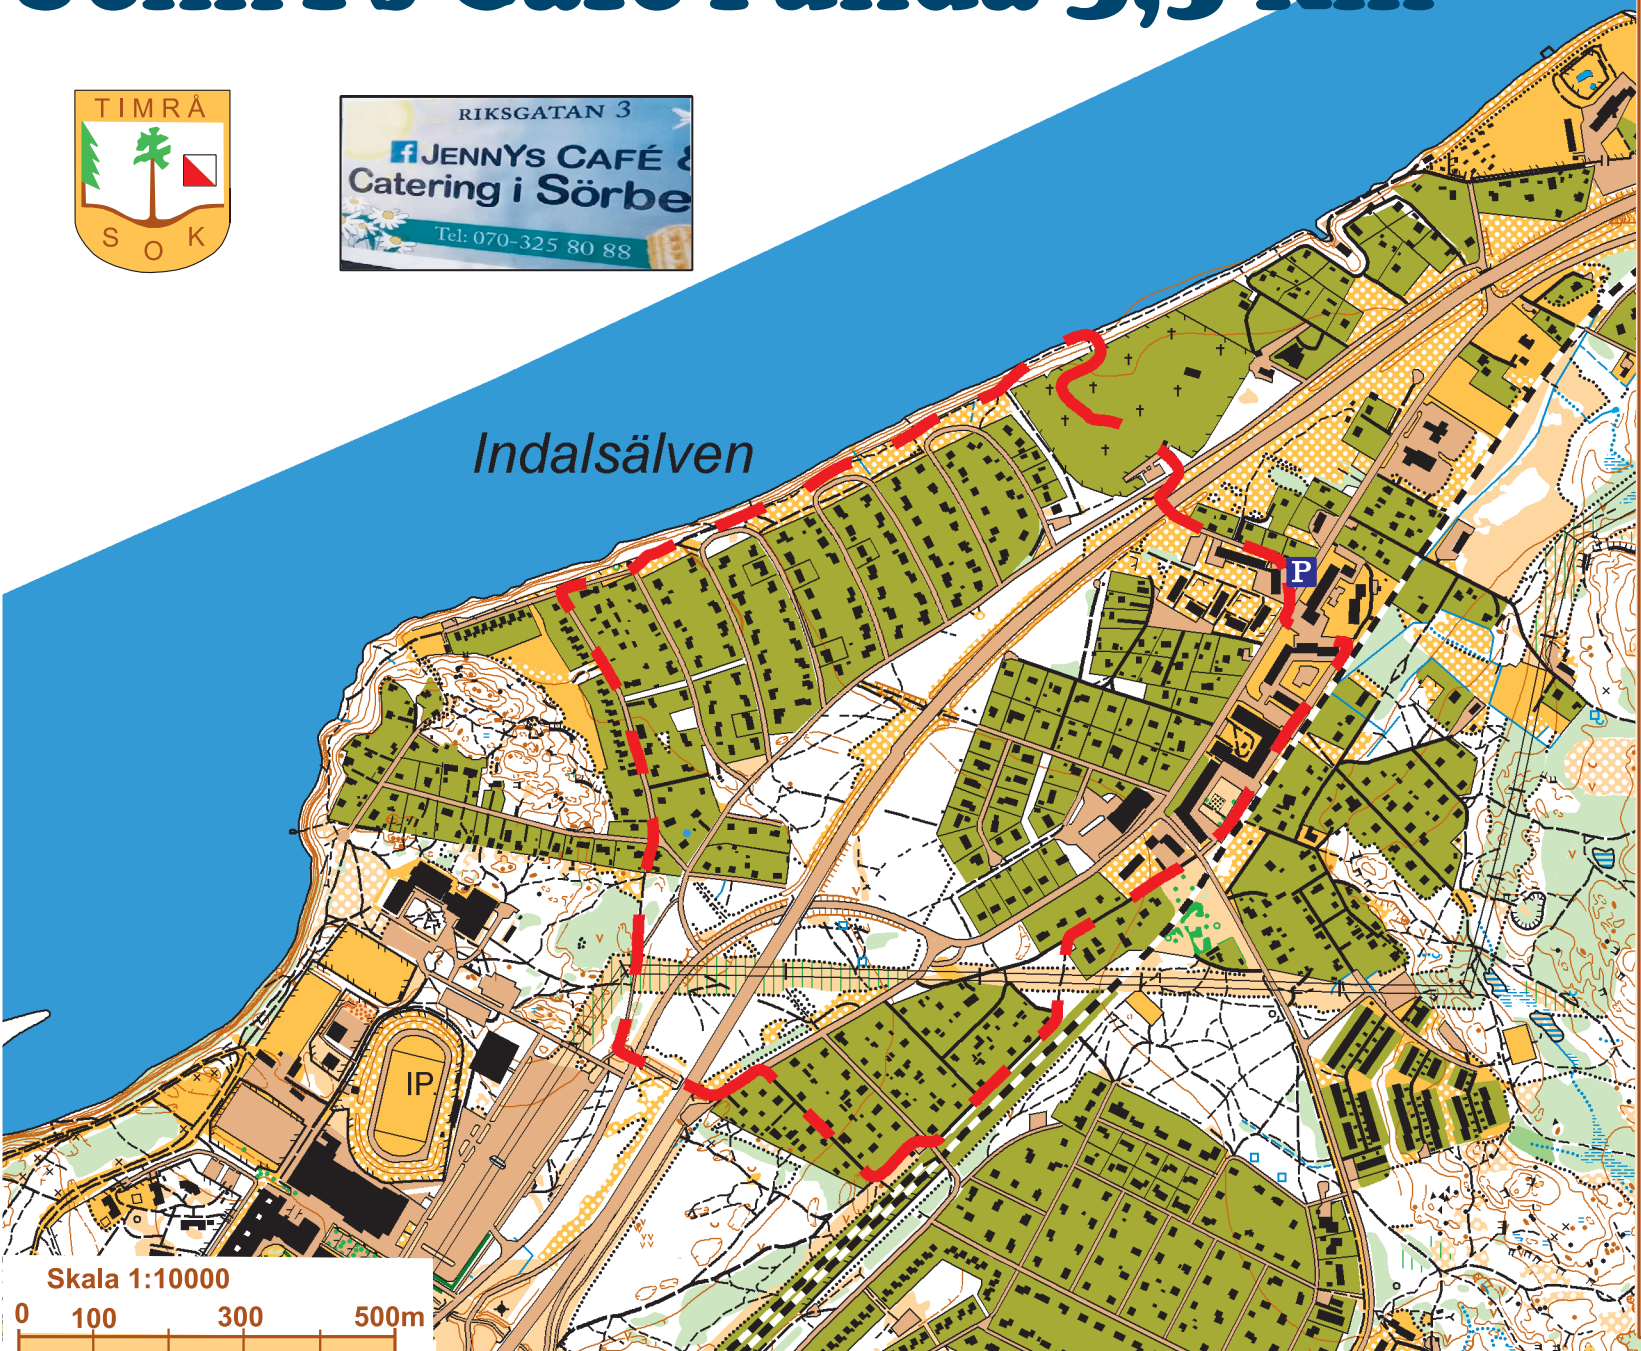 TIMRÅ
S O K
RIKSGATAN 3
JENNYS CAFÉ
Catering i Sörbe
Tel: 070-325 80 88
Indalsälven
P
IP
Skala 1:10000
0 100 300 500m